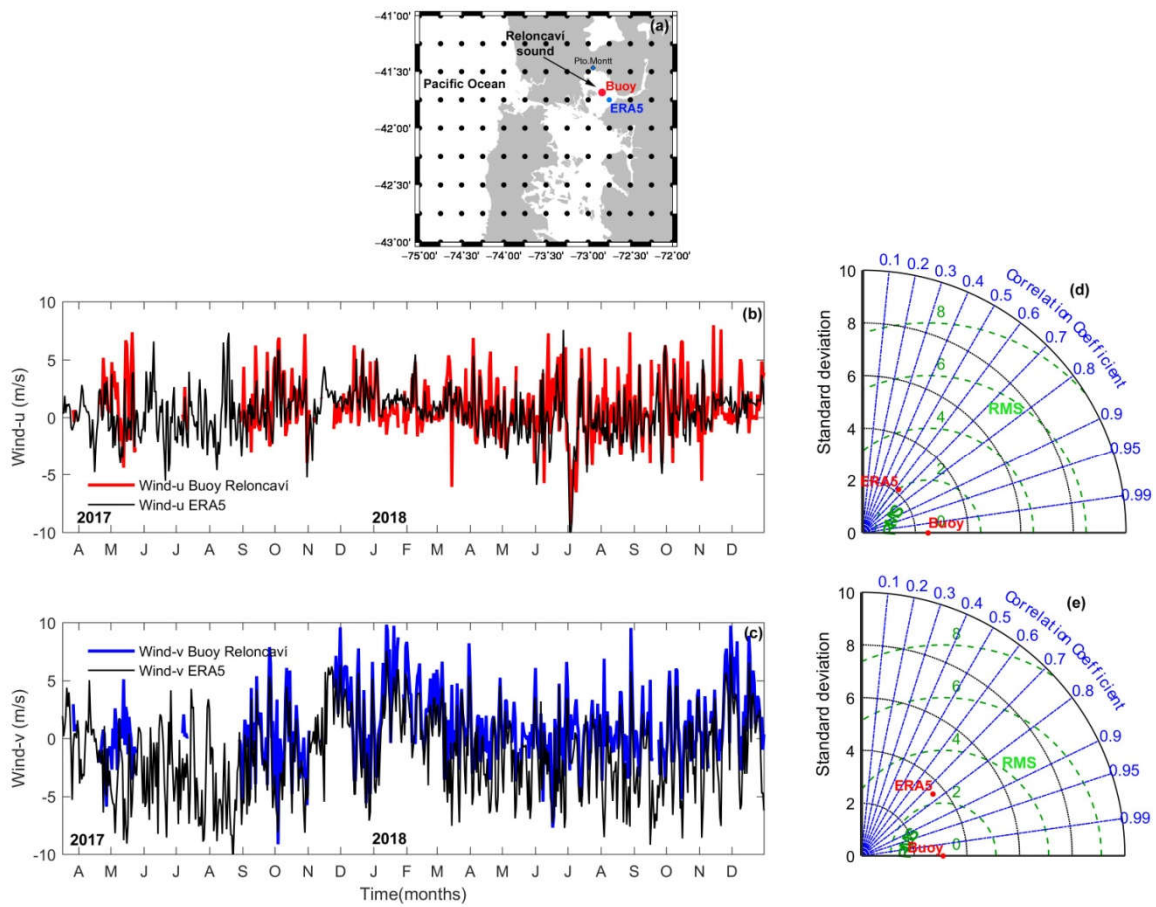 (a)
−41°00'
−41°30'
−42°00'
−42°30'
−43°00'
−75°00' −74°30' −74°00' −73°30' −73°00' −72°30' −72°00'
Reloncaví
sound
Pto.Montt
Pacific Ocean
Buoy
ERA5
(b)
Wind-u (m/s)
10
5
0
-5
-10
Wind-u Buoy Reloncaví
Wind-u ERA5
2017 2018
A M J J A S O N D J F M A M J J A S O N D
(c)
Wind-v (m/s)
10
5
0
-5
-10
Wind-v Buoy Reloncaví
Wind-v ERA5
2017 2018
A M J J A S O N D J F M A M J J A S O N D
Time(months)
(d)
Standard deviation
10
8
6
4
2
0
0.1 0.2 0.3 0.4 0.5 0.6 0.7 0.8 0.9 0.95 0.99
Correlation Coefficient
8
6
4
2
0
RMS
ERA5
Buoy
(e)
Standard deviation
10
8
6
4
2
0
0.1 0.2 0.3 0.4 0.5 0.6 0.7 0.8 0.9 0.95 0.99
Correlation Coefficient
8
6
4
2
0
RMS
ERA5
Buoy